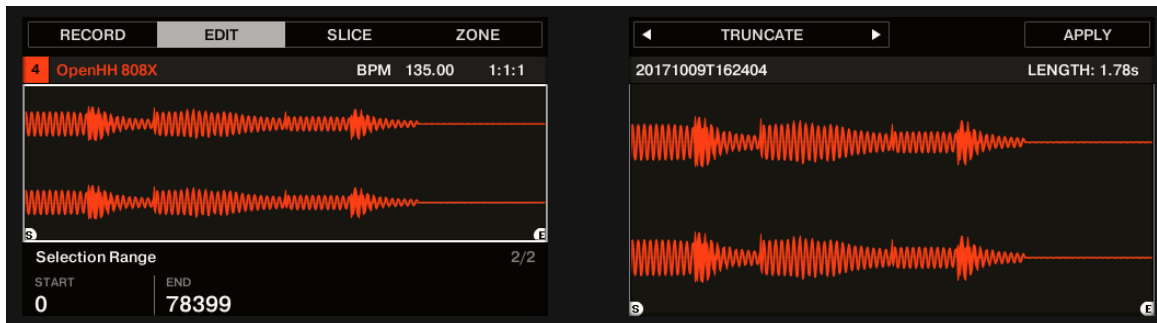 RECORD EDIT SLICE ZONE
4 OpenHH 808X BPM 135.00 1:1:1
S E
Selection Range 2/2
START END
0 78399
◀ TRUNCATE ▶ APPLY
20171009T162404 LENGTH: 1.78s
S E